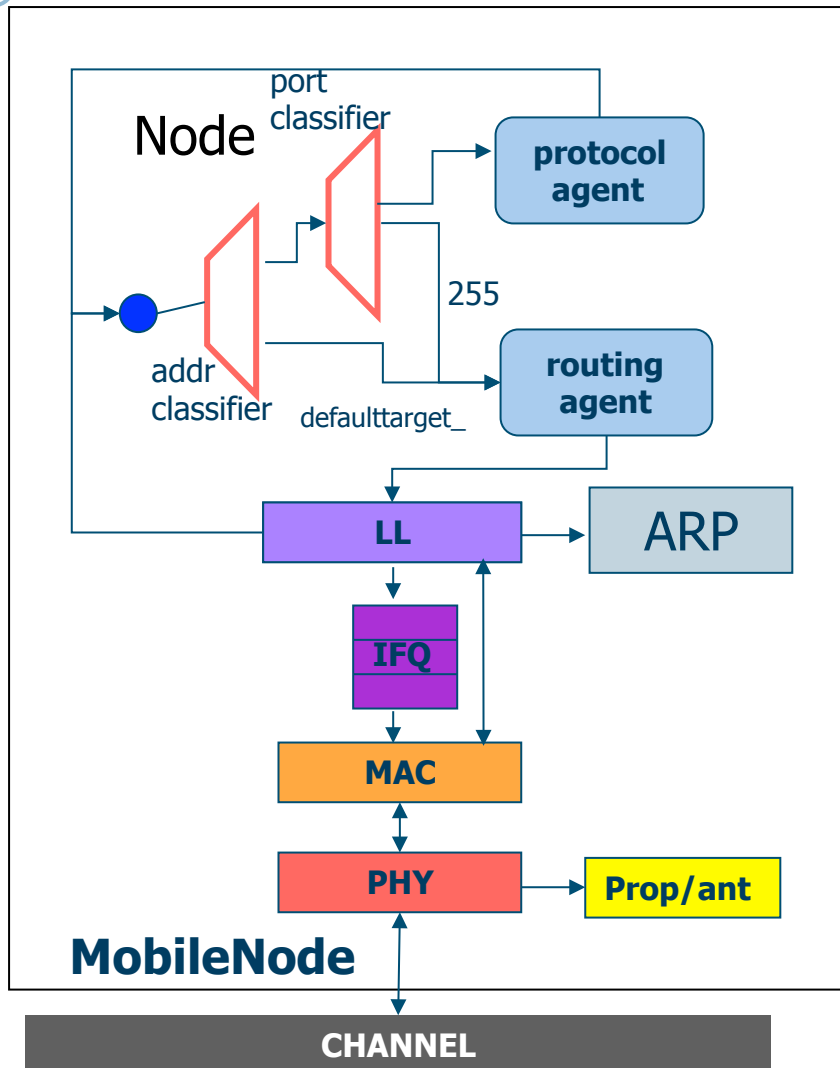 port
classifier
Node
protocol
agent
255
addr
classifier
defaulttarget_
routing
agent
LL
ARP
IFQ
MAC
PHY
Prop/ant
MobileNode
CHANNEL